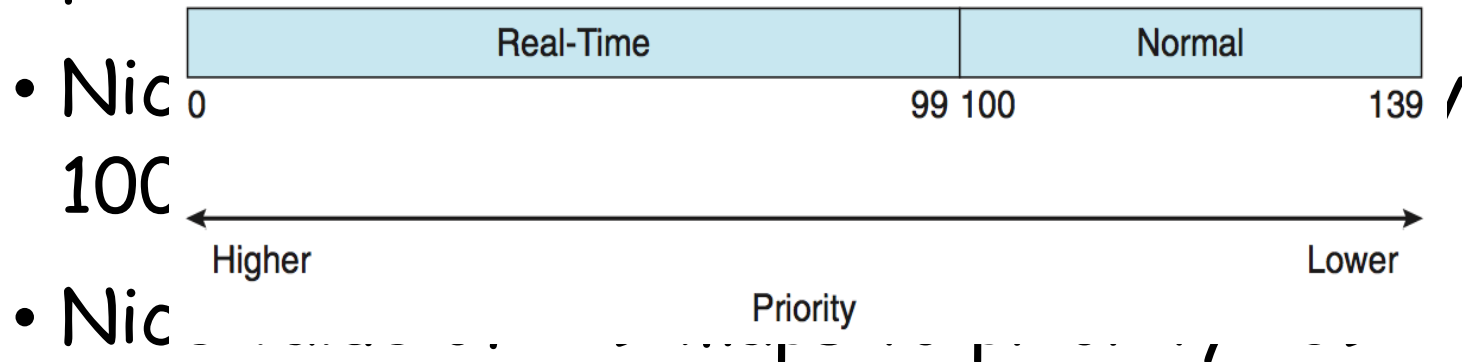 Real-Time Normal
• Nic 0 99 100 139
100
Higher Lower
Priority
• Nic